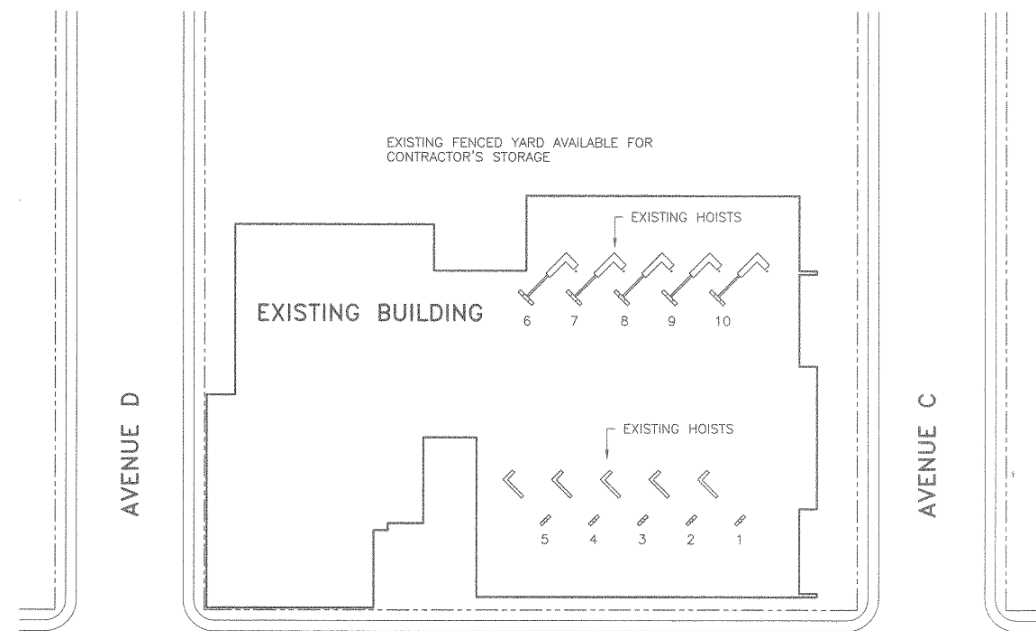 EXISTING FENCED YARD AVAILABLE FOR
CONTRACTOR'S STORAGE
EXISTING HOISTS
EXISTING BUILDING
6 7 8 9 10
AVENUE D
AVENUE C
EXISTING HOISTS
5 4 3 2 1